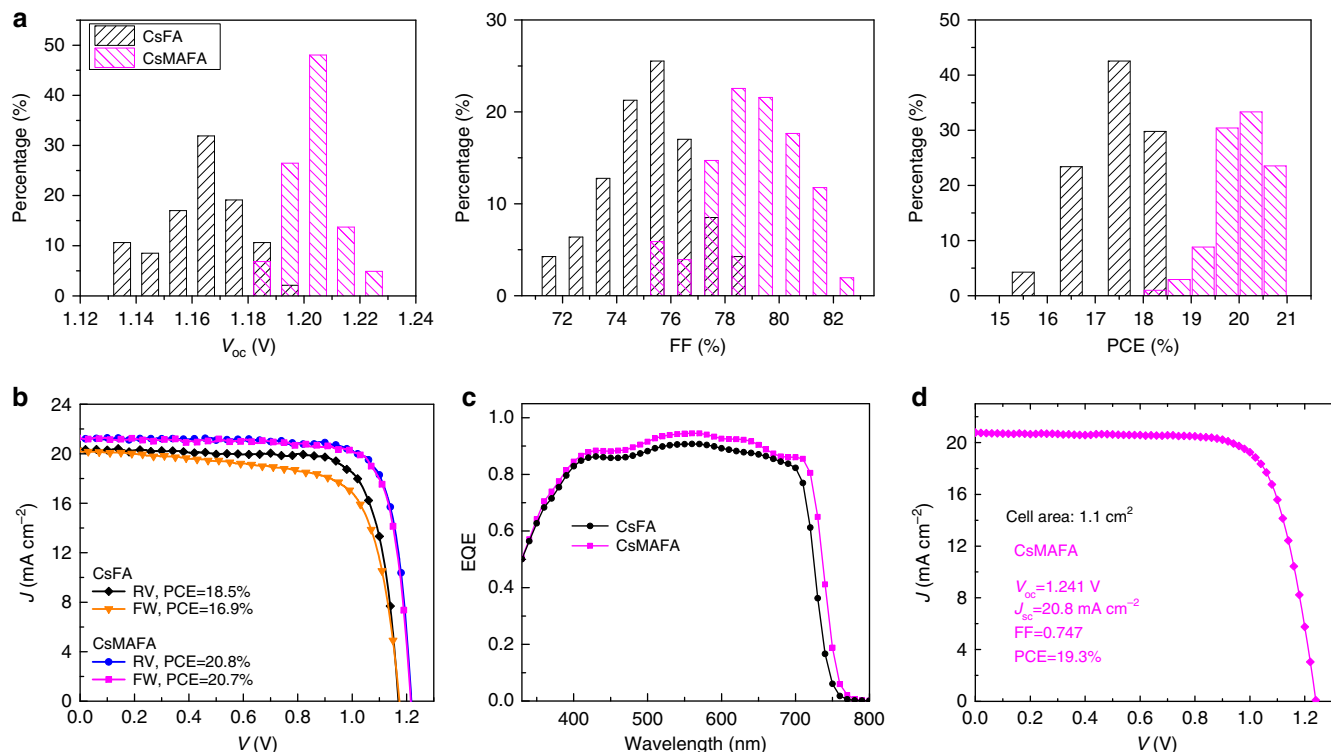 a
CsFA
CsMAFA
Percentage (%)
50
40
30
20
10
0
1.12 1.14 1.16 1.18 1.20 1.22 1.24
Voc (V)
Percentage (%)
30
20
10
0
72 74 76 78 80 82
FF (%)
Percentage (%)
50
40
30
20
10
0
15 16 17 18 19 20 21
PCE (%)
b
J (mA cm−2)
24
20
16
12
8
4
0
CsFA
RV, PCE=18.5%
FW, PCE=16.9%
CsMAFA
RV, PCE=20.8%
FW, PCE=20.7%
0.0 0.2 0.4 0.6 0.8 1.0 1.2
V (V)
c
EQE
1.0
0.8
0.6
0.4
0.2
0.0
CsFA
CsMAFA
400 500 600 700 800
Wavelength (nm)
d
J (mA cm−2)
20
16
12
8
4
0
Cell area: 1.1 cm2
CsMAFA
Voc=1.241 V
Jsc=20.8 mA cm−2
FF=0.747
PCE=19.3%
0.0 0.2 0.4 0.6 0.8 1.0 1.2
V (V)